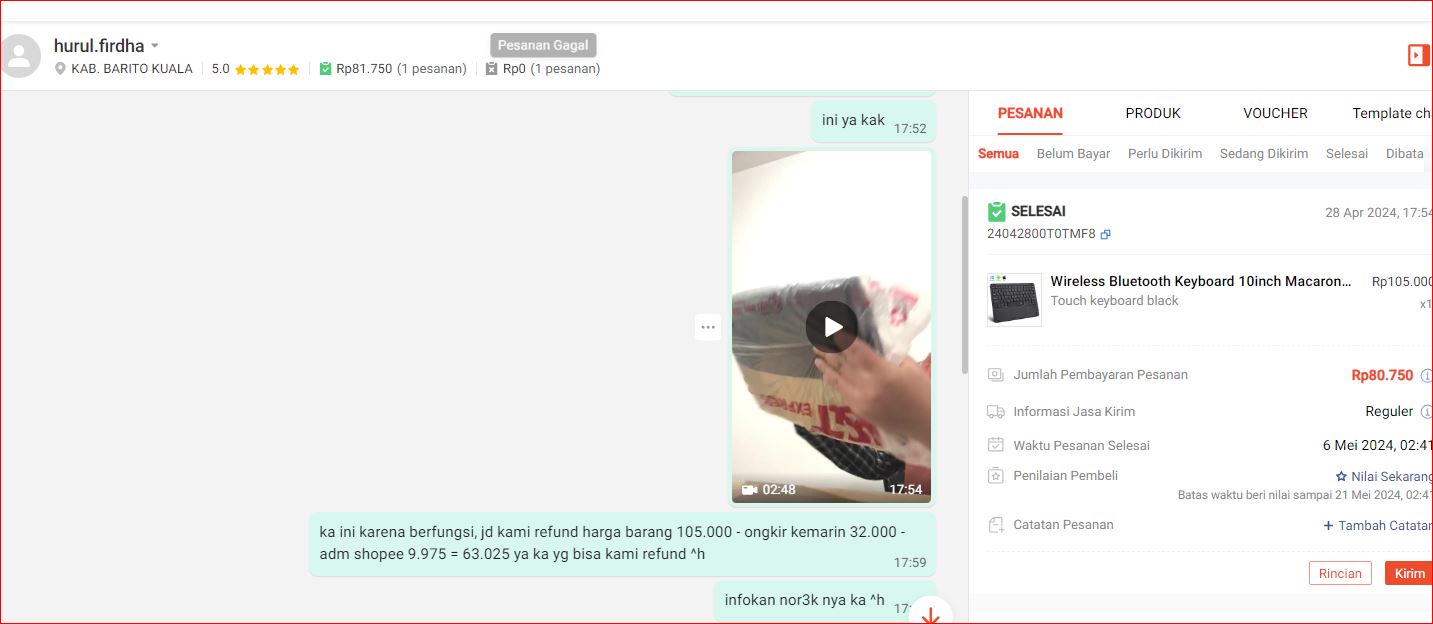 hurul.firdha
Pesanan Gagal
KAB. BARITO KUALA
5.0
Rp81.750 (1 pesanan)
Rp0 (1 pesanan)
ini ya kak 17:52
02:48
17:54
ka ini karena berfungsi, jd kami refund harga barang 105.000 - ongkir kemarin 32.000 -
adm shopee 9.975 = 63.025 ya ka yg bisa kami refund ^h
17:59
infokan nor3k nya ka ^h
PESANAN PRODUK VOUCHER Template
Semua Belum Bayar Perlu Dikirim Sedang Dikirim Selesai
SELESAI
28 Apr 2024, 17:54
24042800T0TMF8
Wireless Bluetooth Keyboard 10inch Macaron... Rp105.000
Touch keyboard black
Jumlah Pembayaran Pesanan Rp80.750
Informasi Jasa Kirim Reguler
Waktu Pesanan Selesai 6 Mei 2024, 02:41
Penilaian Pembeli Nilai Sekarang
Batas waktu beri nilai sampai 21 Mei 2024, 02:41
Catatan Pesanan + Tambah Catatan
Rincian Kirim